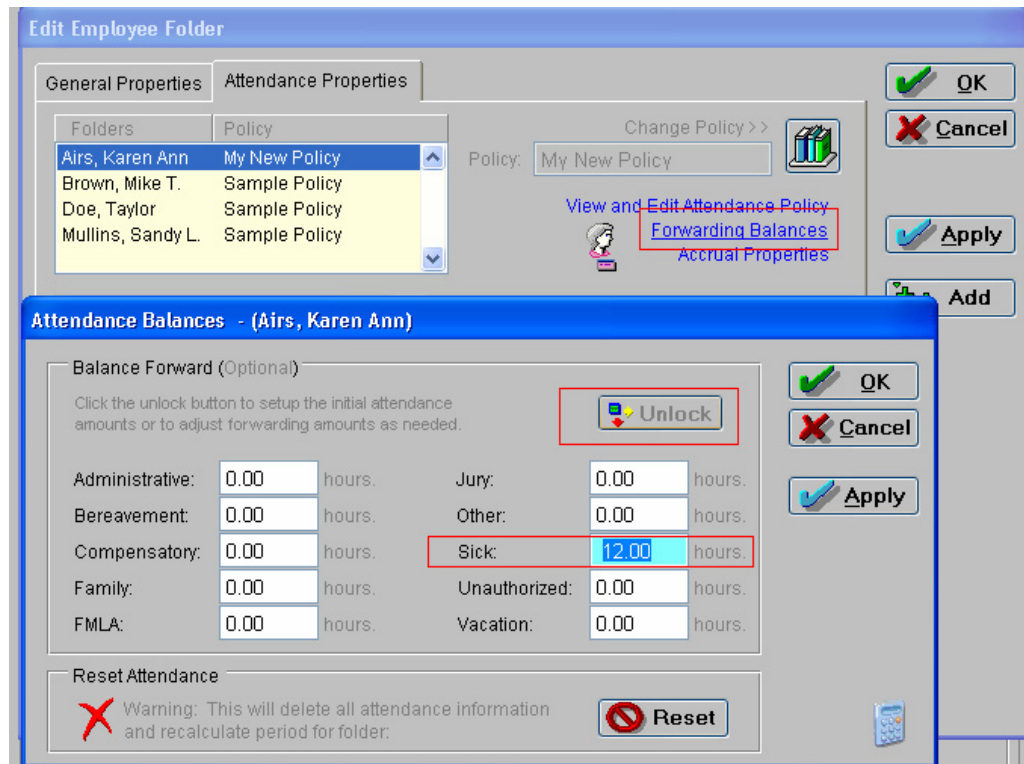 Edit Employee Folder
General Properties Attendance Properties
OK
Cancel
Folders Policy
Airs, Karen Ann My New Policy
Brown, Mike T. Sample Policy
Doe, Taylor Sample Policy
Mullins, Sandy L. Sample Policy
Change Policy >>
Policy: My New Policy
View and Edit Attendance Policy
Forwarding Balances
Accrual Properties
Apply
Add
Attendance Balances - (Airs, Karen Ann)
Balance Forward (Optional)
Click the unlock button to setup the initial attendance
amounts or to adjust forwarding amounts as needed.
Unlock
OK
Cancel
Apply
Administrative: 0.00 hours. Jury: 0.00 hours.
Bereavement: 0.00 hours. Other: 0.00 hours.
Compensatory: 0.00 hours. Sick: 12.00 hours.
Family: 0.00 hours. Unauthorized: 0.00 hours.
FMLA: 0.00 hours. Vacation: 0.00 hours.
Reset Attendance
Warning: This will delete all attendance information
and recalculate period for folder:
Reset